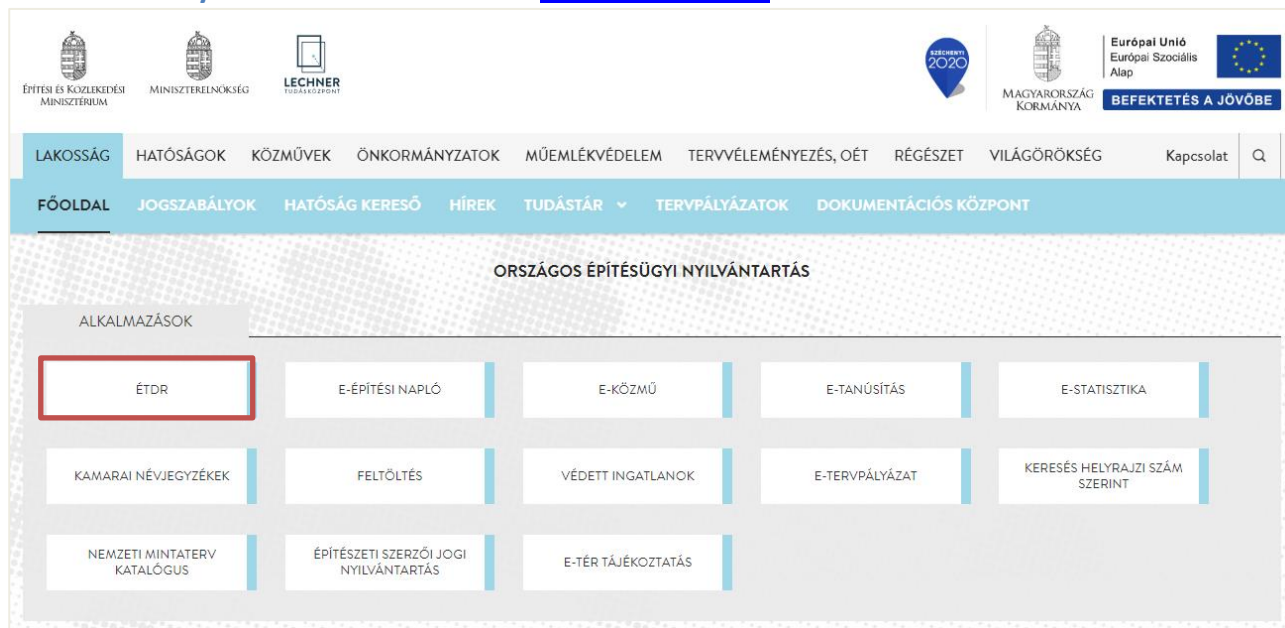 ÉPÍTÉSI ÉS KÖZLEKEDÉSI
MINISZTÉRIUM
MINISZTERELNÖKSÉG
LECHNER
TUDÁSKÖZPONT
SZÉCHENYI
2020
MAGYARORSZÁG
KORMÁNYA
Európai Unió
Európai Szociális
Alap
BEFEKTETÉS A JÖVŐBE
LAKOSSÁG HATÓSÁGOK KÖZMŰVEK ÖNKORMÁNYZATOK MŰEMLÉKVÉDELEM TERVVÉLEMÉNYEZÉS, OÉT RÉGÉSZET VILÁGÖRÖKSÉG Kapcsolat
FŐOLDAL JOGSZABÁLYOK HATÓSÁG KERESŐ HÍREK TUDÁSTÁR TERVPÁLYÁZATOK DOKUMENTÁCIÓS KÖZPONT
ORSZÁGOS ÉPÍTÉSÜGYI NYILVÁNTARTÁS
ALKALMAZÁSOK
ÉTDR E-ÉPÍTÉSI NAPLÓ E-KÖZMŰ E-TANÚSÍTÁS E-STATISZTIKA
KAMARAI NÉVJEGYZÉKEK FELTÖLTÉS VÉDETT INGATLANOK E-TERVPÁLYÁZAT KERESÉS HELYRAJZI SZÁM
SZERINT
NEMZETI MINTATERV
KATALÓGUS
ÉPÍTÉSZETI SZERZŐI JOGI
NYILVÁNTARTÁS
E-TÉR TÁJÉKOZTATÁS